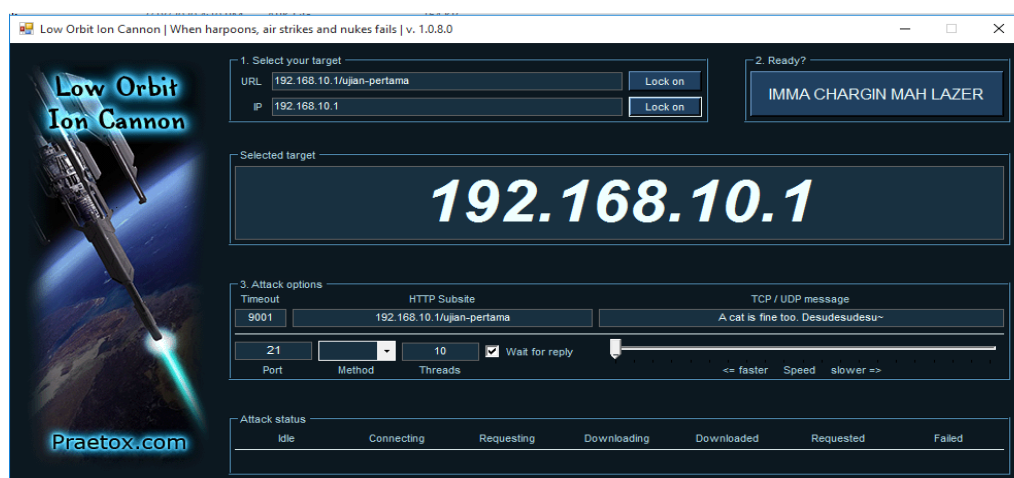 Low Orbit Ion Cannon | When harpoons, air strikes and nukes fails | v. 1.0.8.0
Low Orbit
Ion Cannon
Praetox.com
1. Select your target
URL 192.168.10.1/ujian-pertama Lock on
IP 192.168.10.1 Lock on
2. Ready?
IMMA CHARGIN MAH LAZER
Selected target
192.168.10.1
3. Attack options
Timeout HTTP Subsite TCP / UDP message
9001 192.168.10.1/ujian-pertama A cat is fine too. Desudesudesu~
21 10 Wait for reply
Port Method Threads <= faster Speed slower =>
Attack status
Idle Connecting Requesting Downloading Downloaded Requested Failed